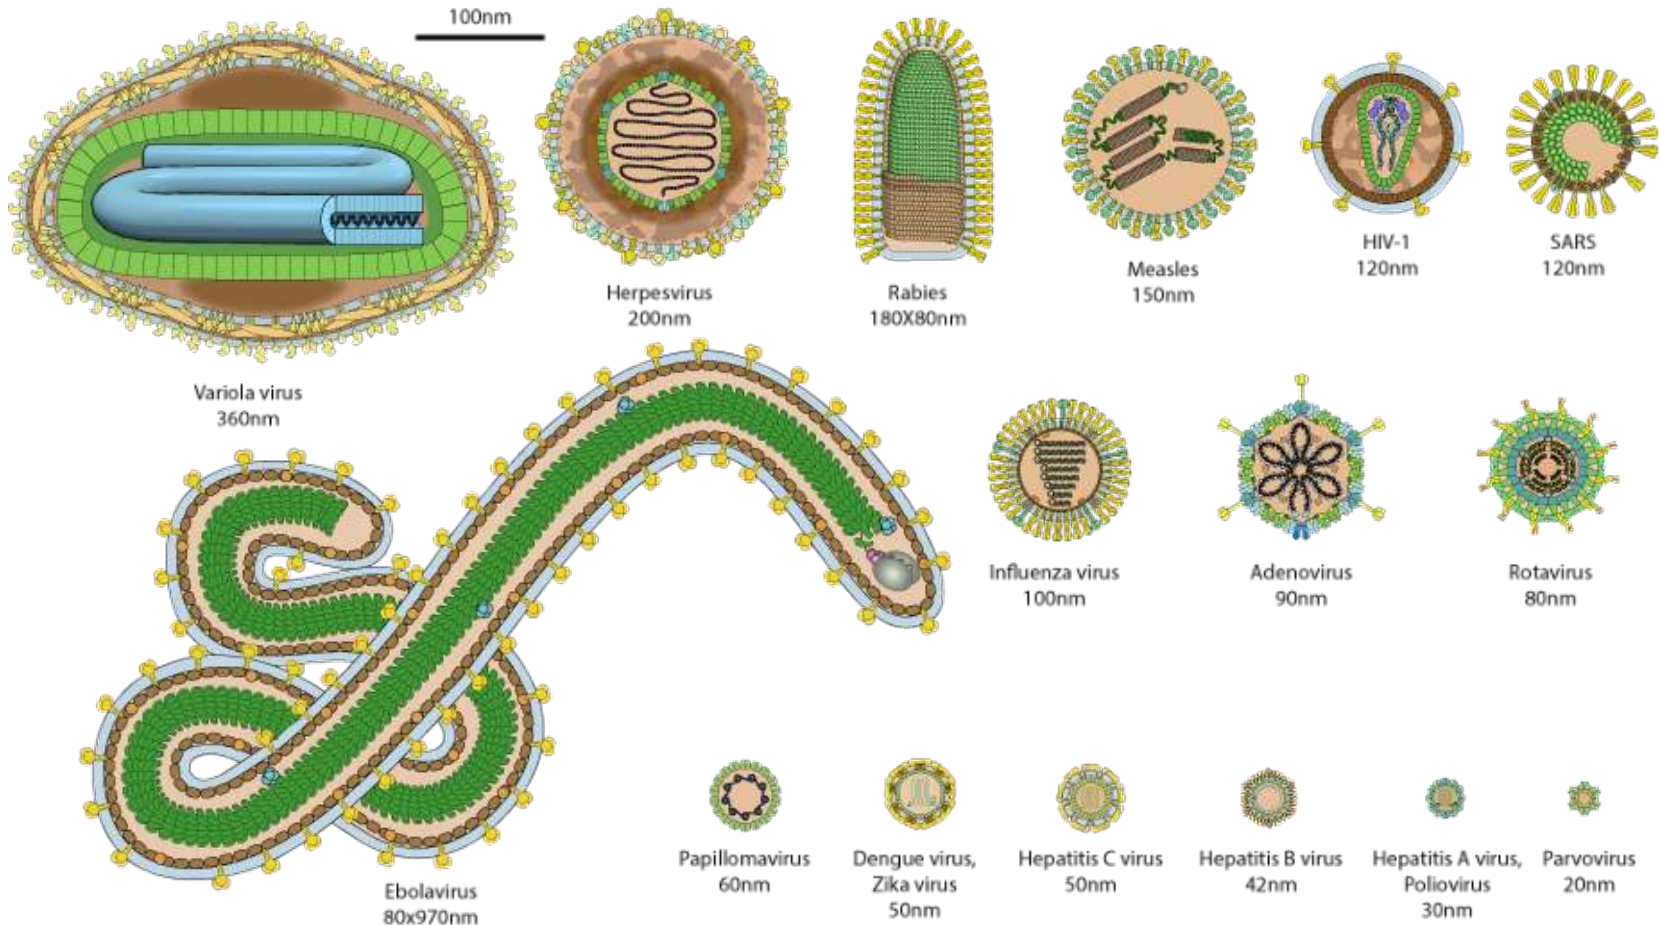 100nm
Variola virus
360nm
Herpesvirus
200nm
Rabies
180X80nm
Measles
150nm
HIV-1
120nm
SARS
120nm
Ebolavirus
80x970nm
Influenza virus
100nm
Adenovirus
90nm
Rotavirus
80nm
Papillomavirus
60nm
Dengue virus,
Zika virus
50nm
Hepatitis C virus
50nm
Hepatitis B virus
42nm
Hepatitis A virus,
Poliovirus
30nm
Parvovirus
20nm